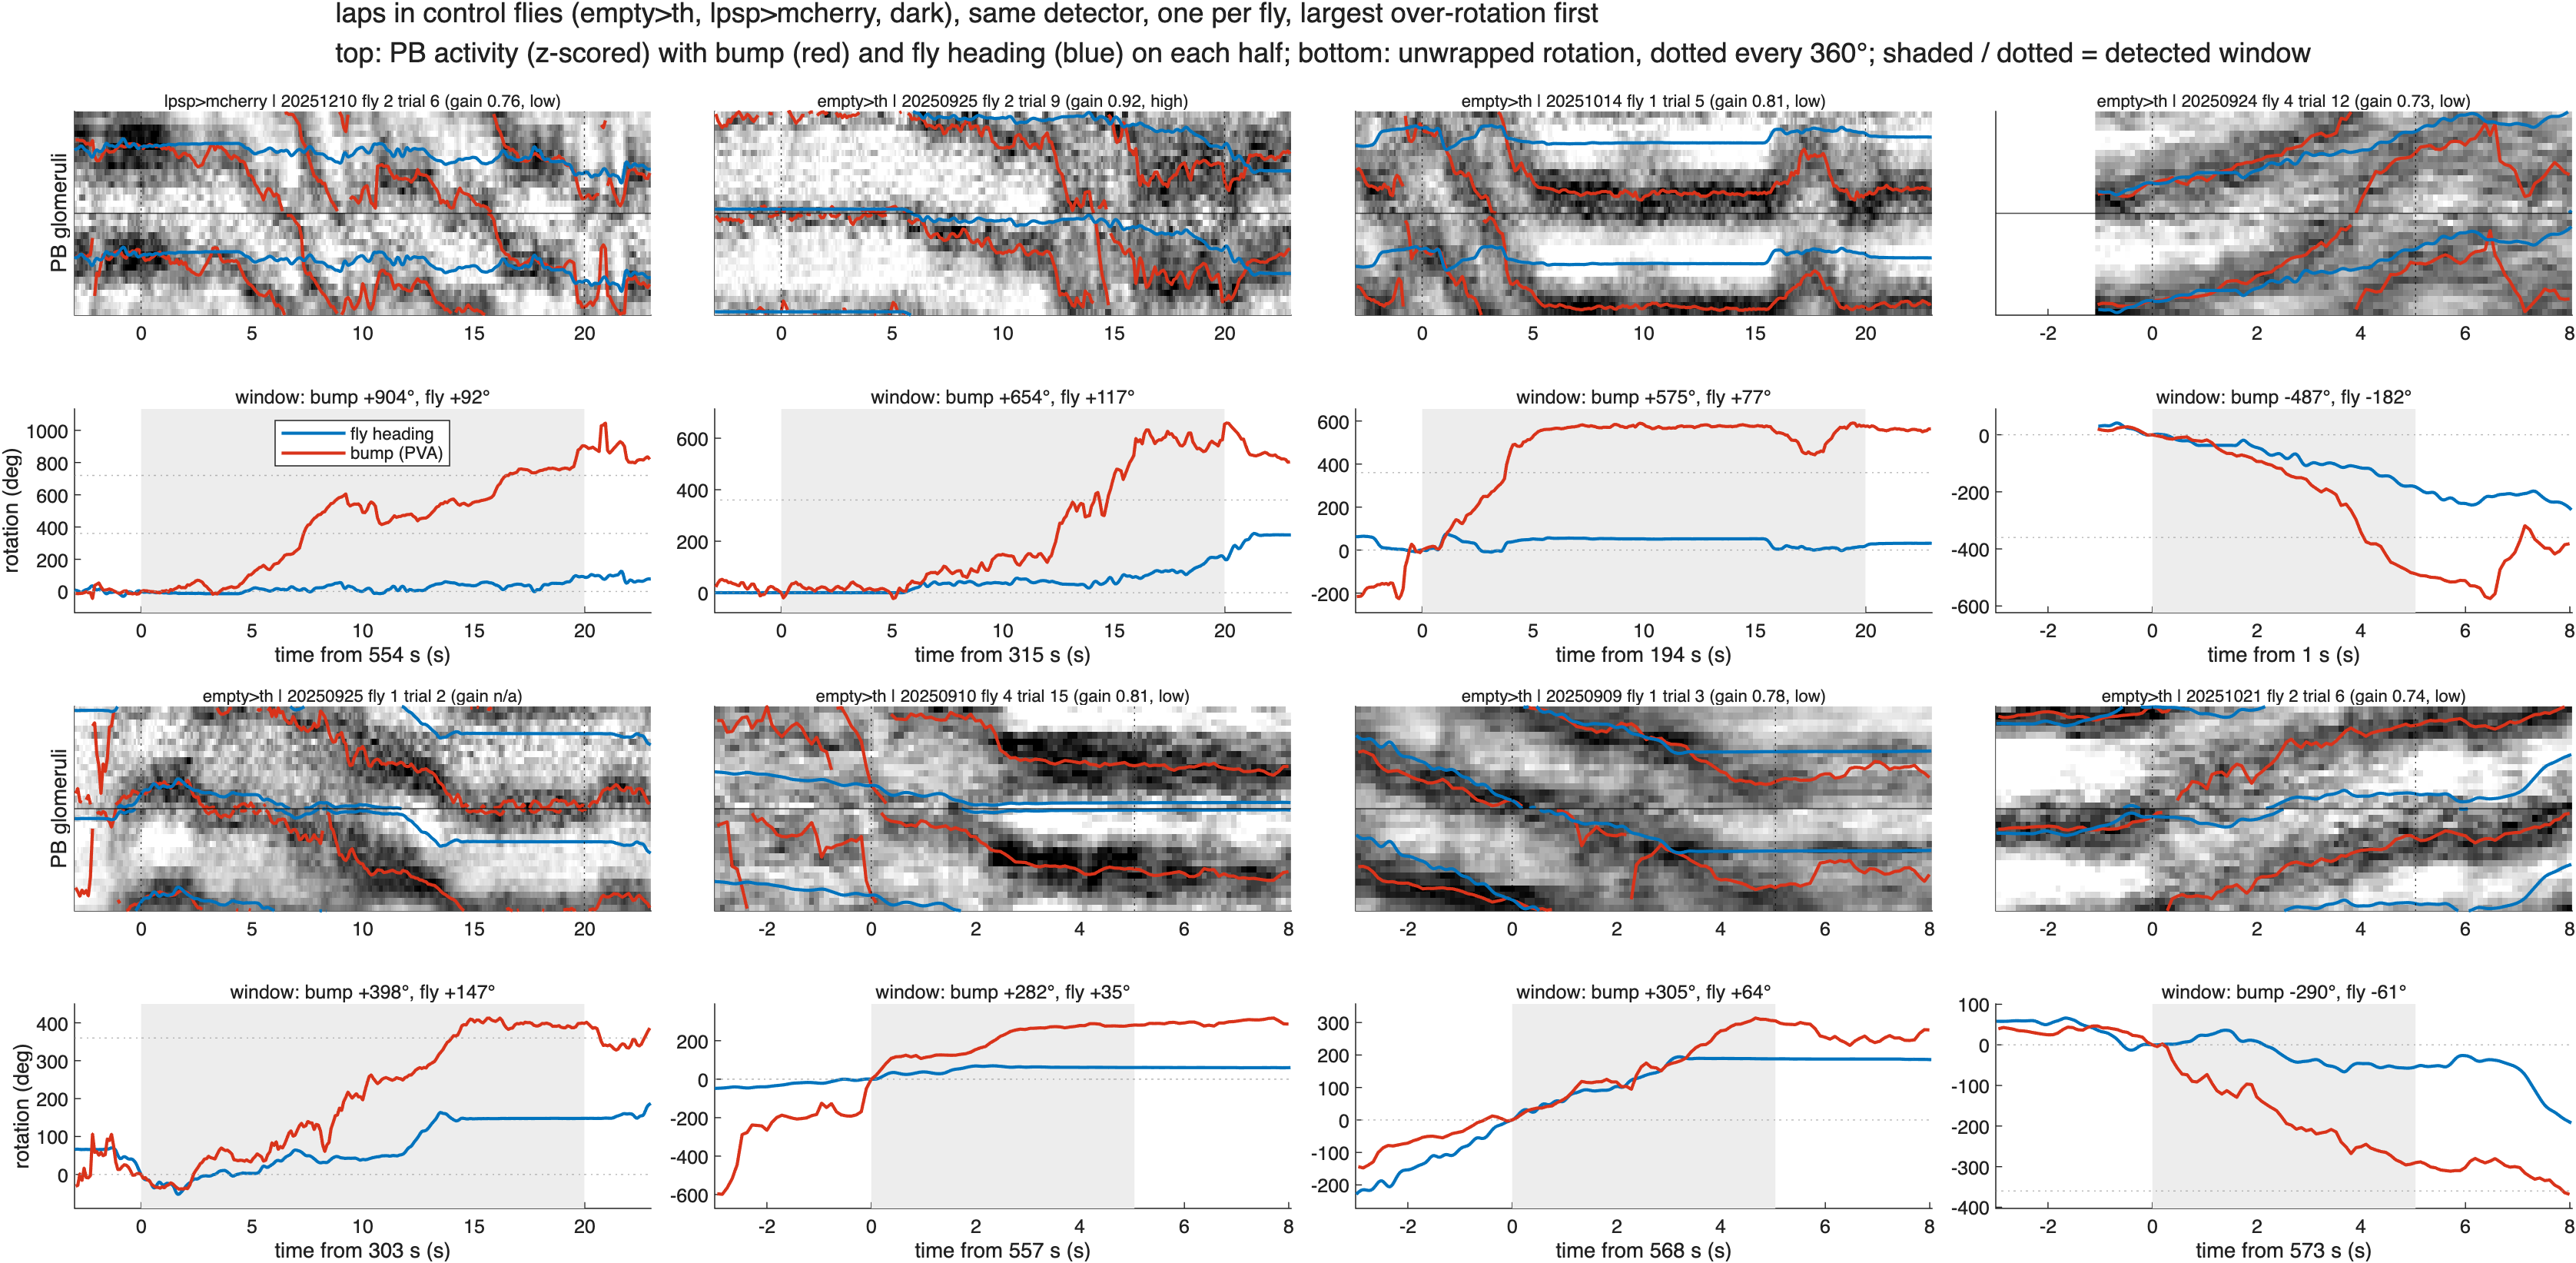 laps in control flies (empty>th, lpsp>mcherry, dark), same detector, one per fly, largest over-rotation first
top: PB activity (z-scored) with bump (red) and fly heading (blue) on each half; bottom: unwrapped rotation, dotted every 360°; shaded / dotted = detected window
lpsp>mcherry | 20251210 fly 2 trial 6 (gain 0.76, low)
empty>th | 20250925 fly 2 trial 9 (gain 0.92, high)
empty>th | 20251014 fly 1 trial 5 (gain 0.81, low)
empty>th | 20250924 fly 4 trial 12 (gain 0.73, low)
PB glomeruli
0 5 10 15 20
0 5 10 15 20
0 5 10 15 20
-2 0 2 4 6 8
window: bump +904°, fly +92°
window: bump +654°, fly +117°
window: bump +575°, fly +77°
window: bump -487°, fly -182°
rotation (deg)
1000
800
600
400
200
0
fly heading
bump (PVA)
600
400
200
0
600
400
200
0
-200
0
-200
-400
-600
0 5 10 15 20
0 5 10 15 20
0 5 10 15 20
-2 0 2 4 6 8
time from 554 s (s)
time from 315 s (s)
time from 194 s (s)
time from 1 s (s)
empty>th | 20250925 fly 1 trial 2 (gain n/a)
empty>th | 20250910 fly 4 trial 15 (gain 0.81, low)
empty>th | 20250909 fly 1 trial 3 (gain 0.78, low)
empty>th | 20251021 fly 2 trial 6 (gain 0.74, low)
PB glomeruli
0 5 10 15 20
-2 0 2 4 6 8
-2 0 2 4 6 8
-2 0 2 4 6 8
window: bump +398°, fly +147°
window: bump +282°, fly +35°
window: bump +305°, fly +64°
window: bump -290°, fly -61°
rotation (deg)
400
300
200
100
0
200
0
-200
-400
-600
300
200
100
0
-100
-200
100
0
-100
-200
-300
-400
0 5 10 15 20
-2 0 2 4 6 8
-2 0 2 4 6 8
-2 0 2 4 6 8
time from 303 s (s)
time from 557 s (s)
time from 568 s (s)
time from 573 s (s)